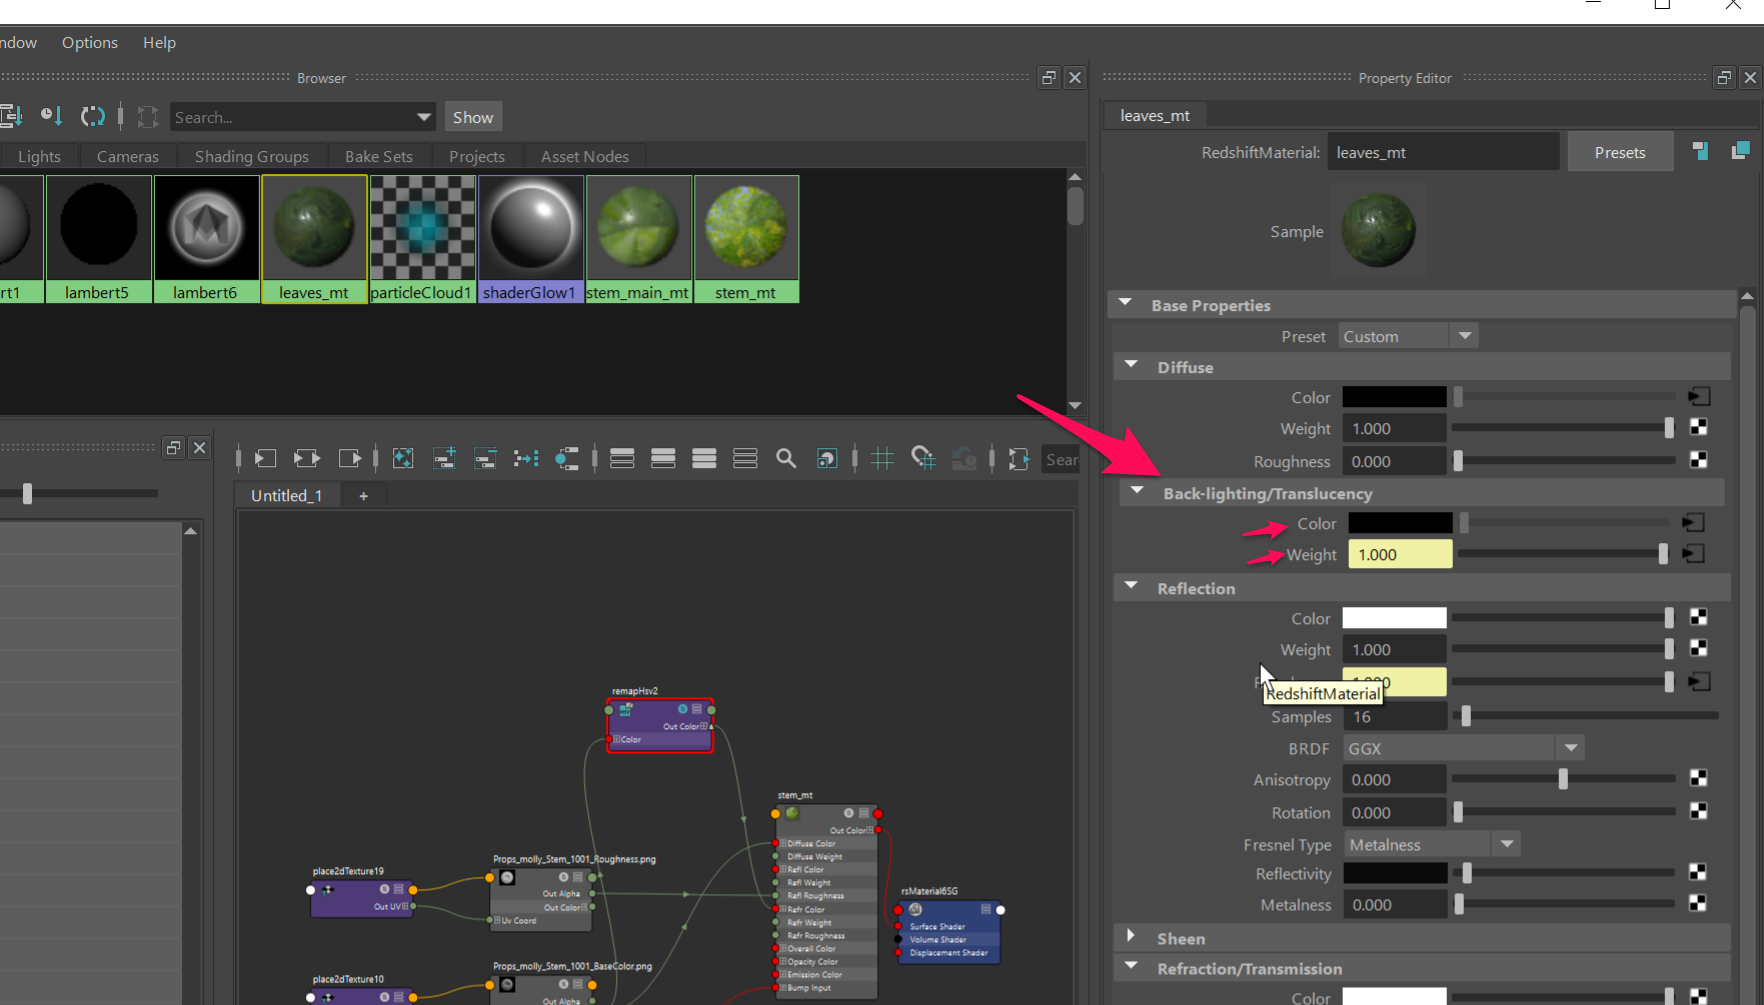 ndow Options Help
Browser
Search... Show
Lights Cameras Shading Groups Bake Sets Projects Asset Nodes
rt1 lambert5 lambert6 leaves_mt particleCloud1 shaderGlow1 stem_main_mt stem_mt
Sear
Untitled_1 +
remapHsv2
Out Color
Color
stem_mt
Out Color
Diffuse Color
Diffuse Weight
Refl Color
Refl Weight
Refl Roughness
Refr Color
Refr Weight
Refr Roughness
Overall Color
Opacity Color
Emission Color
Bump Input
place2dTexture19
Out UV
Props_molly_Stem_1001_Roughness.png
Out Alpha
Out Color
Uv Coord
rsMaterial6SG
Surface Shader
Volume Shader
Displacement Shader
place2dTexture10
Props_molly_Stem_1001_BaseColor.png
Out Alpha
Property Editor
leaves_mt
RedshiftMaterial: leaves_mt Presets
Sample
Base Properties
Preset Custom
Diffuse
Color
Weight 1.000
Roughness 0.000
Back-lighting/Translucency
Color
Weight 1.000
Reflection
Color
Weight 1.000
RedshiftMaterial
Samples 16
BRDF GGX
Anisotropy 0.000
Rotation 0.000
Fresnel Type Metalness
Reflectivity
Metalness 0.000
Sheen
Refraction/Transmission
Color